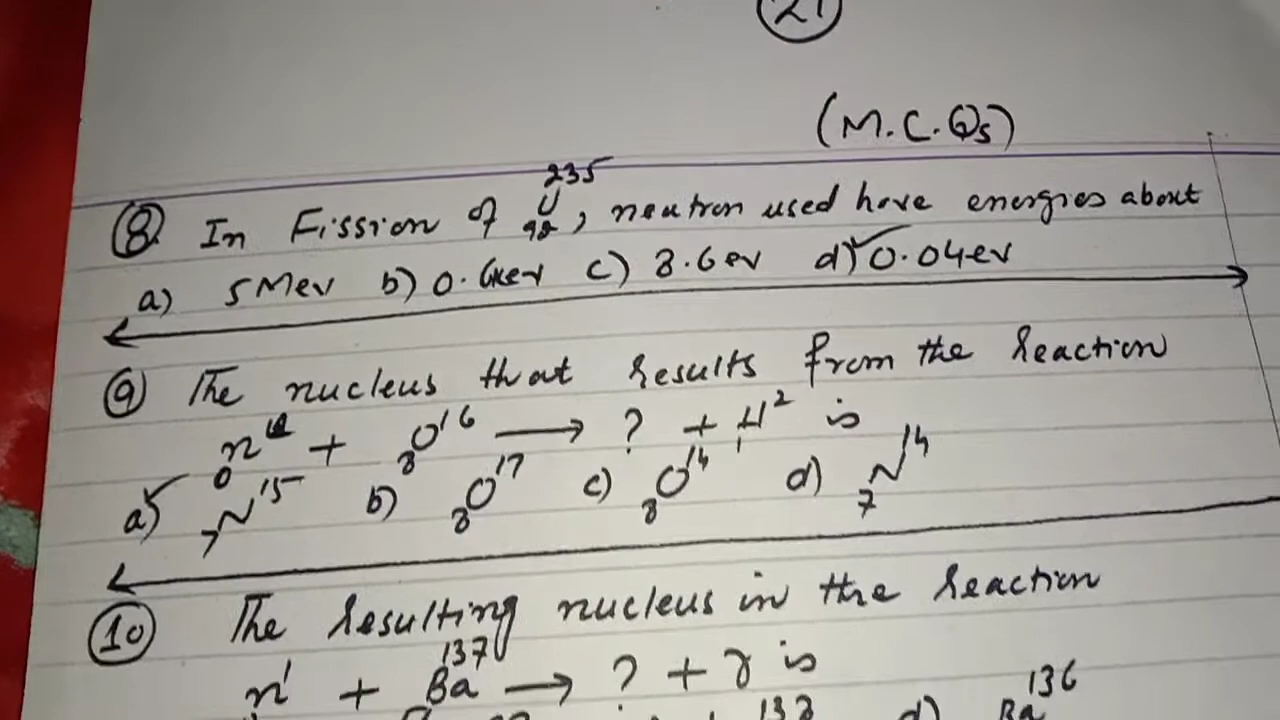 21
(M.C.Qs)
(8) In Fission of ₉₂U²³⁵, neutron used have energies about
a) 5Mev b) 0.6kev c) 8.6ev d)✓ 0.04ev
(9) The nucleus that results from the reaction
₀n¹ + ₈O¹⁶ ⟶ ? + ₁H² is
a)✓ ₇N¹⁵ b) ₈O¹⁷ c) ₈O¹⁴ d) ₇N¹⁴
(10) The resulting nucleus in the reaction
n¹ + Ba¹³⁷ ⟶ ? + γ is
138 d) Ba¹³⁶